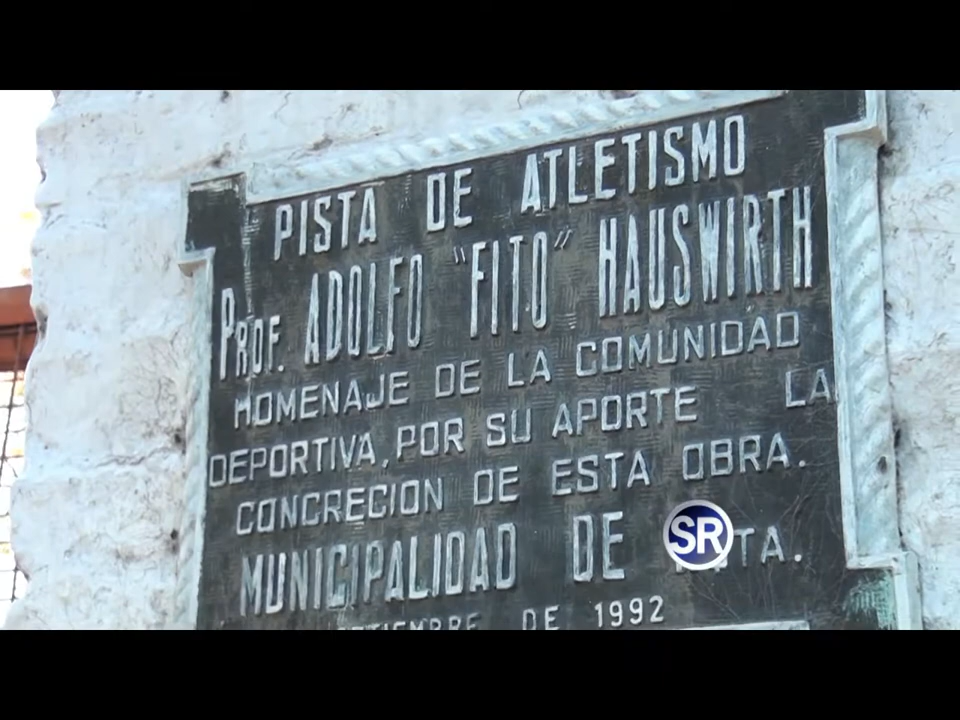 PISTA DE ATLETISMO
PROF. ADOLFO "FITO" HAUSWIRTH
HOMENAJE DE LA COMUNIDAD
DEPORTIVA, POR SU APORTE A LA
CONCRECION DE ESTA OBRA.
MUNICIPALIDAD DE
SR
DE 1992